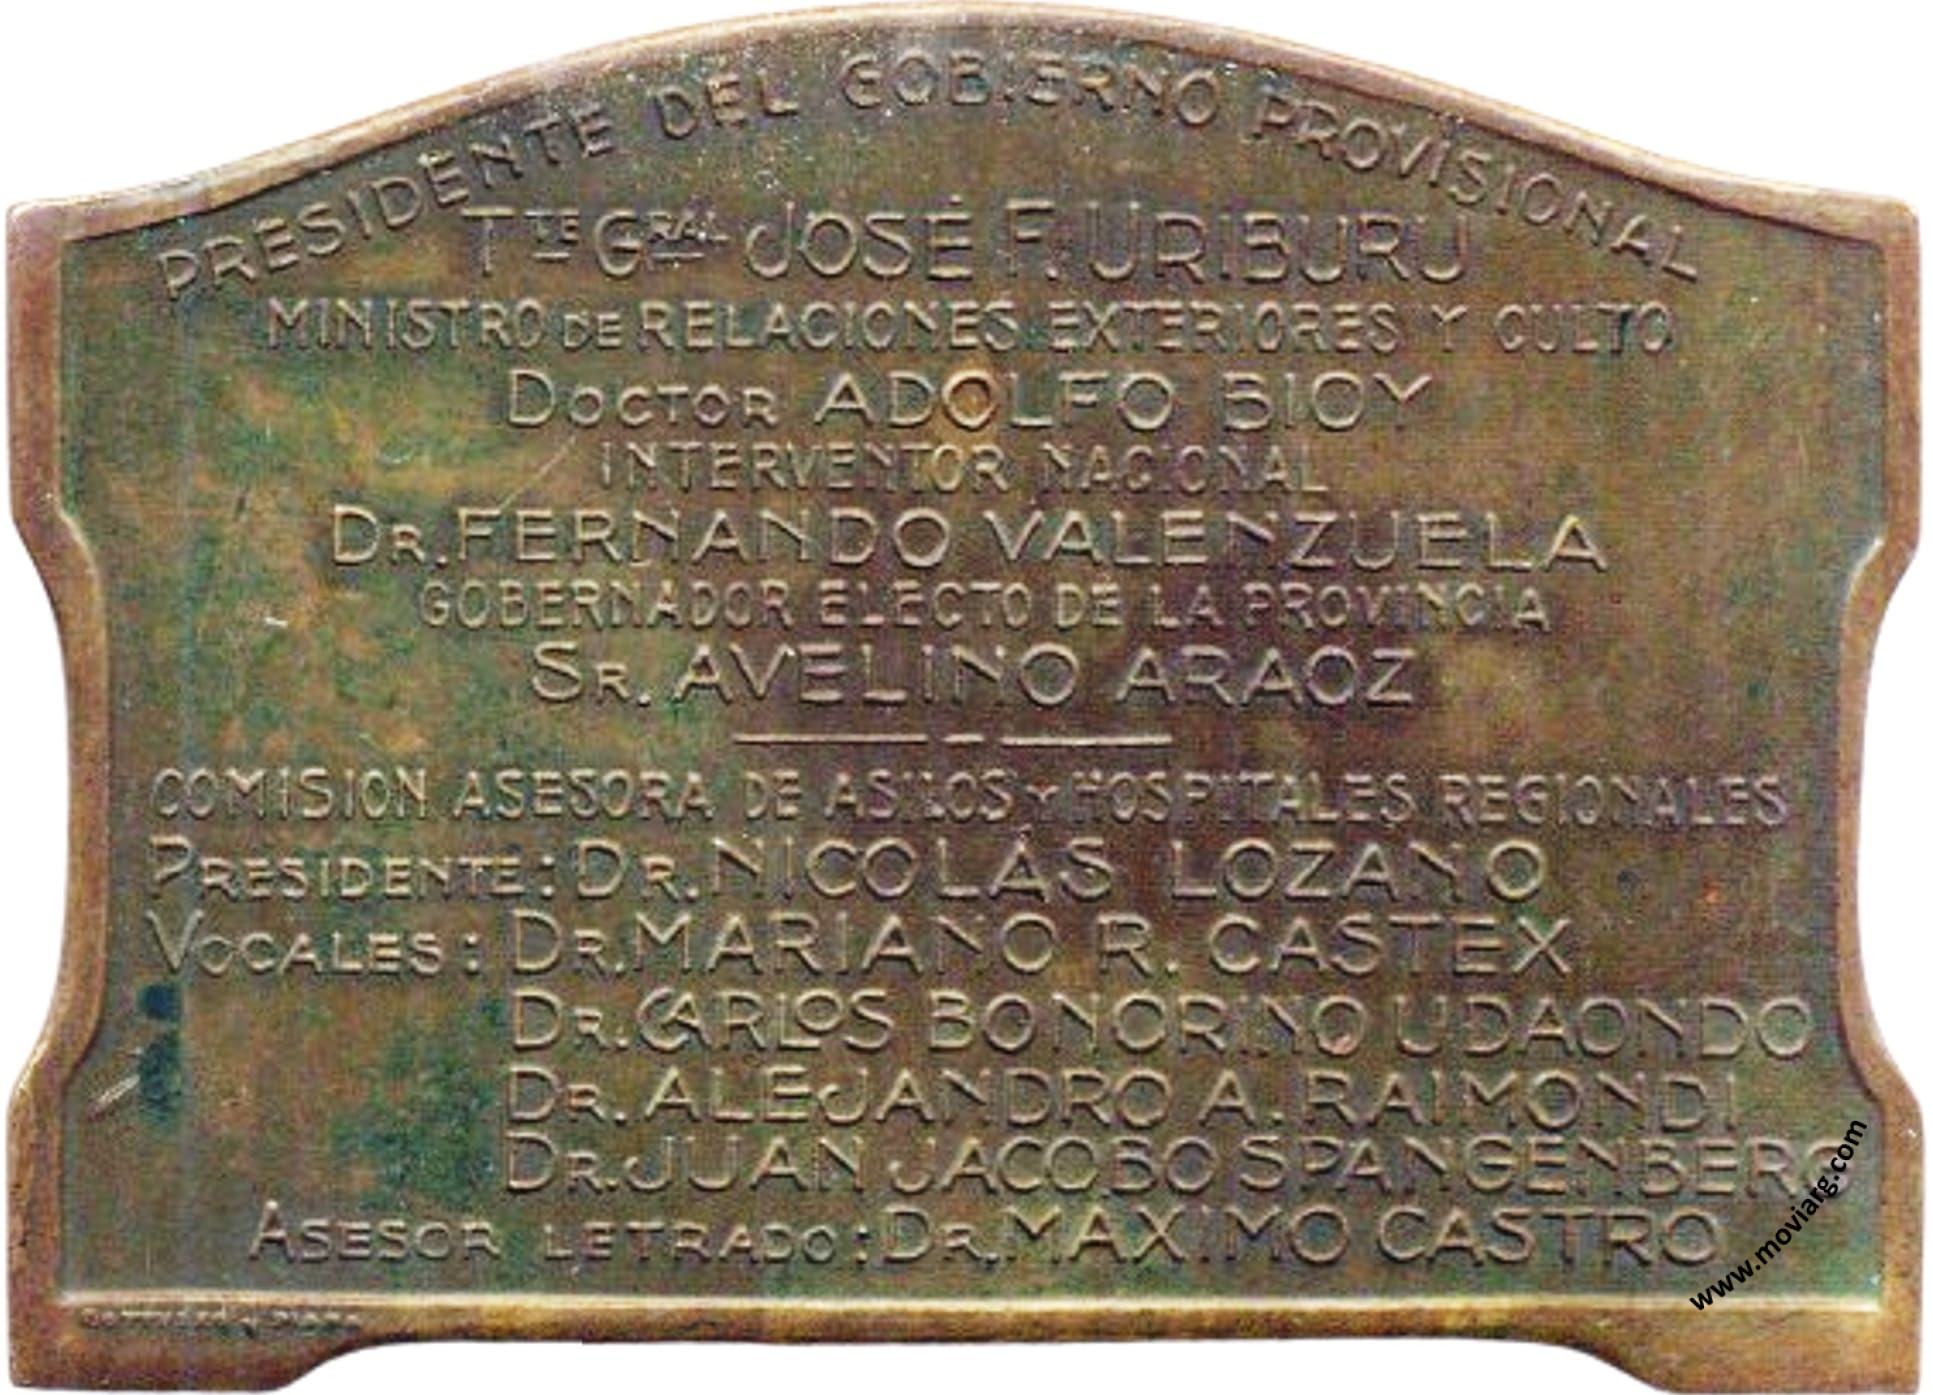 PRESIDENTE DEL GOBIERNO PROVISIONAL
TTE GRAL JOSÉ F. URIBURU
MINISTRO DE RELACIONES EXTERIORES Y CULTO
DOCTOR ADOLFO BIOY
INTERVENTOR NACIONAL
DR. FERNANDO VALENZUELA
GOBERNADOR ELECTO DE LA PROVINCIA
SR. AVELINO ARAOZ
COMISION ASESORA DE ASILOS Y HOSPITALES REGIONALES
PRESIDENTE: DR. NICOLÁS LOZANO
VOCALES: DR. MARIANO R. CASTEX
DR. CARLOS BONORINO UDAONDO
DR. ALEJANDRO A. RAIMONDI
DR. JUAN JACOBO SPANGENBERG
ASESOR LETRADO: DR. MAXIMO CASTRO
www.moviarg.com